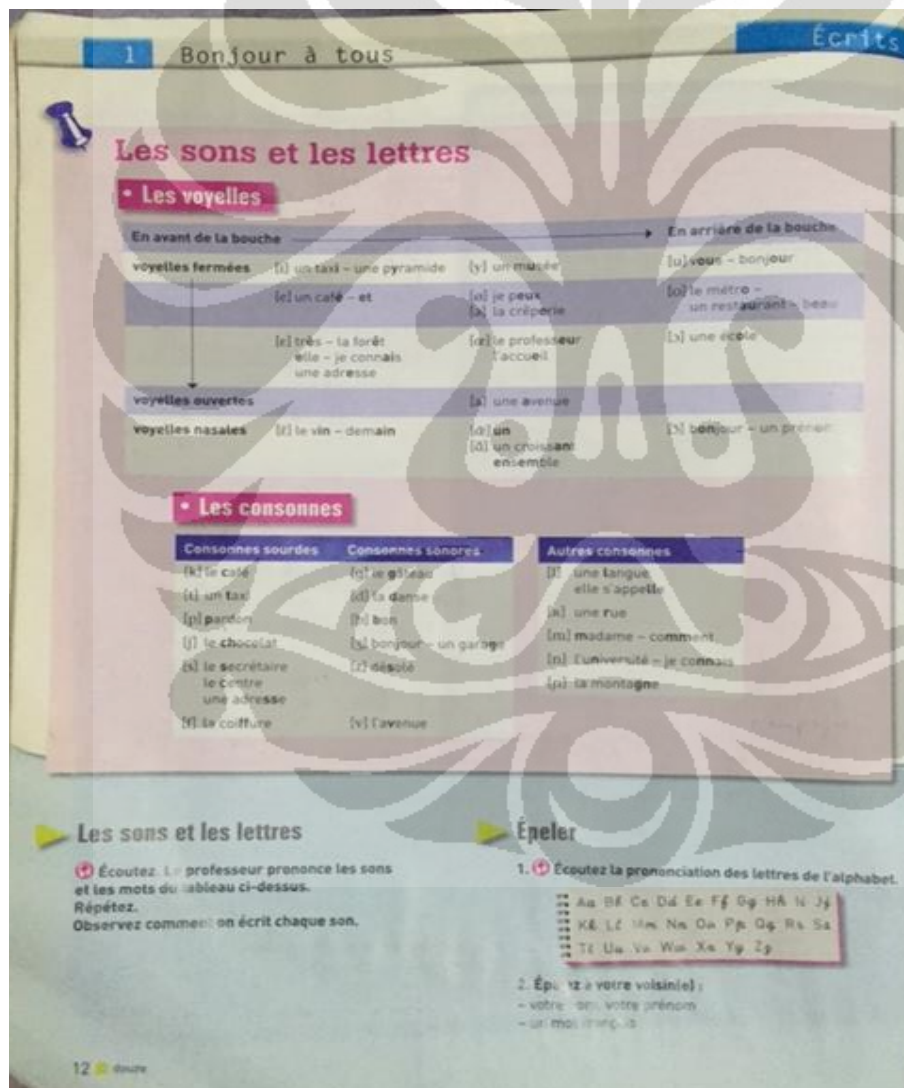 1 Bonjour à tous
Écrits
Les sons et les lettres
• Les voyelles
En avant de la bouche
En arrière de la bouche
voyelles fermées
[i] un taxi – une pyramide
[y] un musée
[u] vous – bonjour
[e] un café – et
[ø] je peux
[ə] la crêperie
[o] le métro –
un restaurant – beau
[ɛ] très – la forêt
elle – je connais
une adresse
[œ] le professeur
l'accueil
[ɔ] une école
voyelles ouvertes
[a] une avenue
voyelles nasales
[ɛ̃] le vin – demain
[œ̃] un
[ɑ̃] un croissant
ensemble
[ɔ̃] bonjour – un prénom
• Les consonnes
Consonnes sourdes
Consonnes sonores
[k] le café
[g] le gâteau
[t] un taxi
[d] la danse
[p] pardon
[b] bon
[ʃ] le chocolat
[ʒ] bonjour – un garage
[s] le secrétaire
le centre
une adresse
[z] désolé
[f] la coiffure
[v] l'avenue
Autres consonnes
[l] une langue
elle s'appelle
[ʀ] une rue
[m] madame – comment
[n] l'université – je connais
[ɲ] la montagne
Les sons et les lettres
Écoutez. Le professeur prononce les sons
et les mots du tableau ci-dessus.
Répétez.
Observez comment on écrit chaque son.
Épeler
1. Écoutez la prononciation des lettres de l'alphabet.
Aa Bb Cc Dd Ee Ff Gg Hh Ii Jj
Kk Ll Mm Nn Oo Pp Qq Rr Ss
Tt Uu Vv Ww Xx Yy Zz
2. Épelez à votre voisin(e) :
– votre nom, votre prénom
– un mot français
12 douze